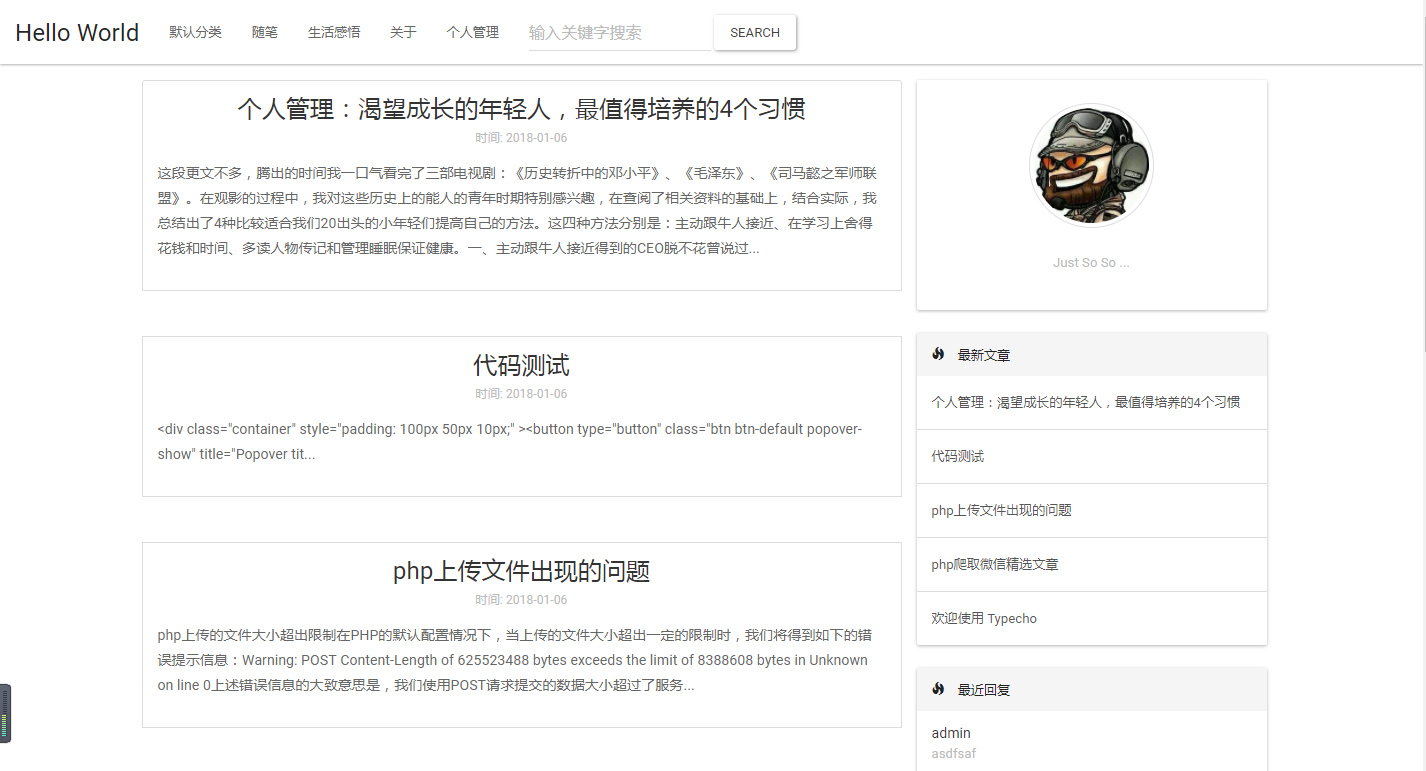 Hello World 默认分类 随笔 生活感悟 关于 个人管理 输入关键字搜索 SEARCH
个人管理：渴望成长的年轻人，最值得培养的4个习惯
时间: 2018-01-06
这段更文不多，腾出的时间我一口气看完了三部电视剧：《历史转折中的邓小平》、《毛泽东》、《司马懿之军师联
盟》。在观影的过程中，我对这些历史上的能人的青年时期特别感兴趣，在查阅了相关资料的基础上，结合实际，我
总结出了4种比较适合我们20出头的小年轻们提高自己的方法。这四种方法分别是：主动跟牛人接近、在学习上舍得
花钱和时间、多读人物传记和管理睡眠保证健康。一、主动跟牛人接近得到的CEO脱不花曾说过...
代码测试
时间: 2018-01-06
<div class="container" style="padding: 100px 50px 10px;" ><button type="button" class="btn btn-default popover-
show" title="Popover tit...
php上传文件出现的问题
时间: 2018-01-06
php上传的文件大小超出限制在PHP的默认配置情况下，当上传的文件大小超出一定的限制时，我们将得到如下的错
误提示信息：Warning: POST Content-Length of 625523488 bytes exceeds the limit of 8388608 bytes in Unknown
on line 0上述错误信息的大致意思是，我们使用POST请求提交的数据大小超过了服务...
Just So So ...
最新文章
个人管理：渴望成长的年轻人，最值得培养的4个习惯
代码测试
php上传文件出现的问题
php爬取微信精选文章
欢迎使用 Typecho
最近回复
admin
asdfsaf